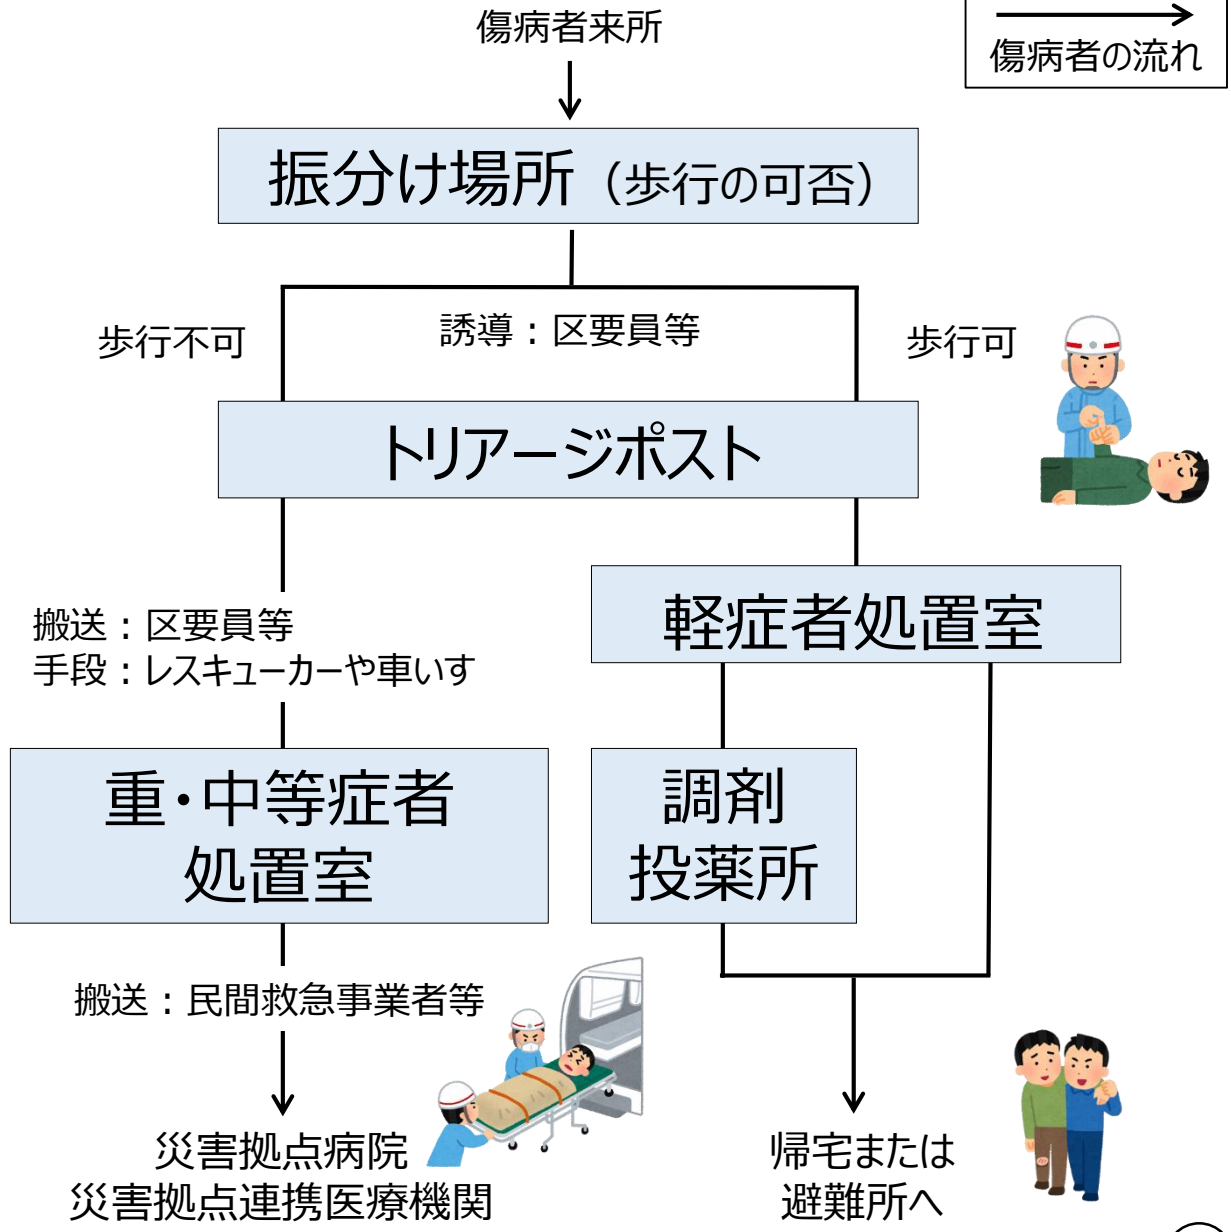 傷病者来所
傷病者の流れ
振分け場所（歩行の可否）
歩行不可
誘導：区要員等
歩行可
トリアージポスト
搬送：区要員等
手段：レスキューカーや車いす
軽症者処置室
重・中等症者
処置室
調剤
投薬所
搬送：民間救急事業者等
災害拠点病院
災害拠点連携医療機関
帰宅または
避難所へ